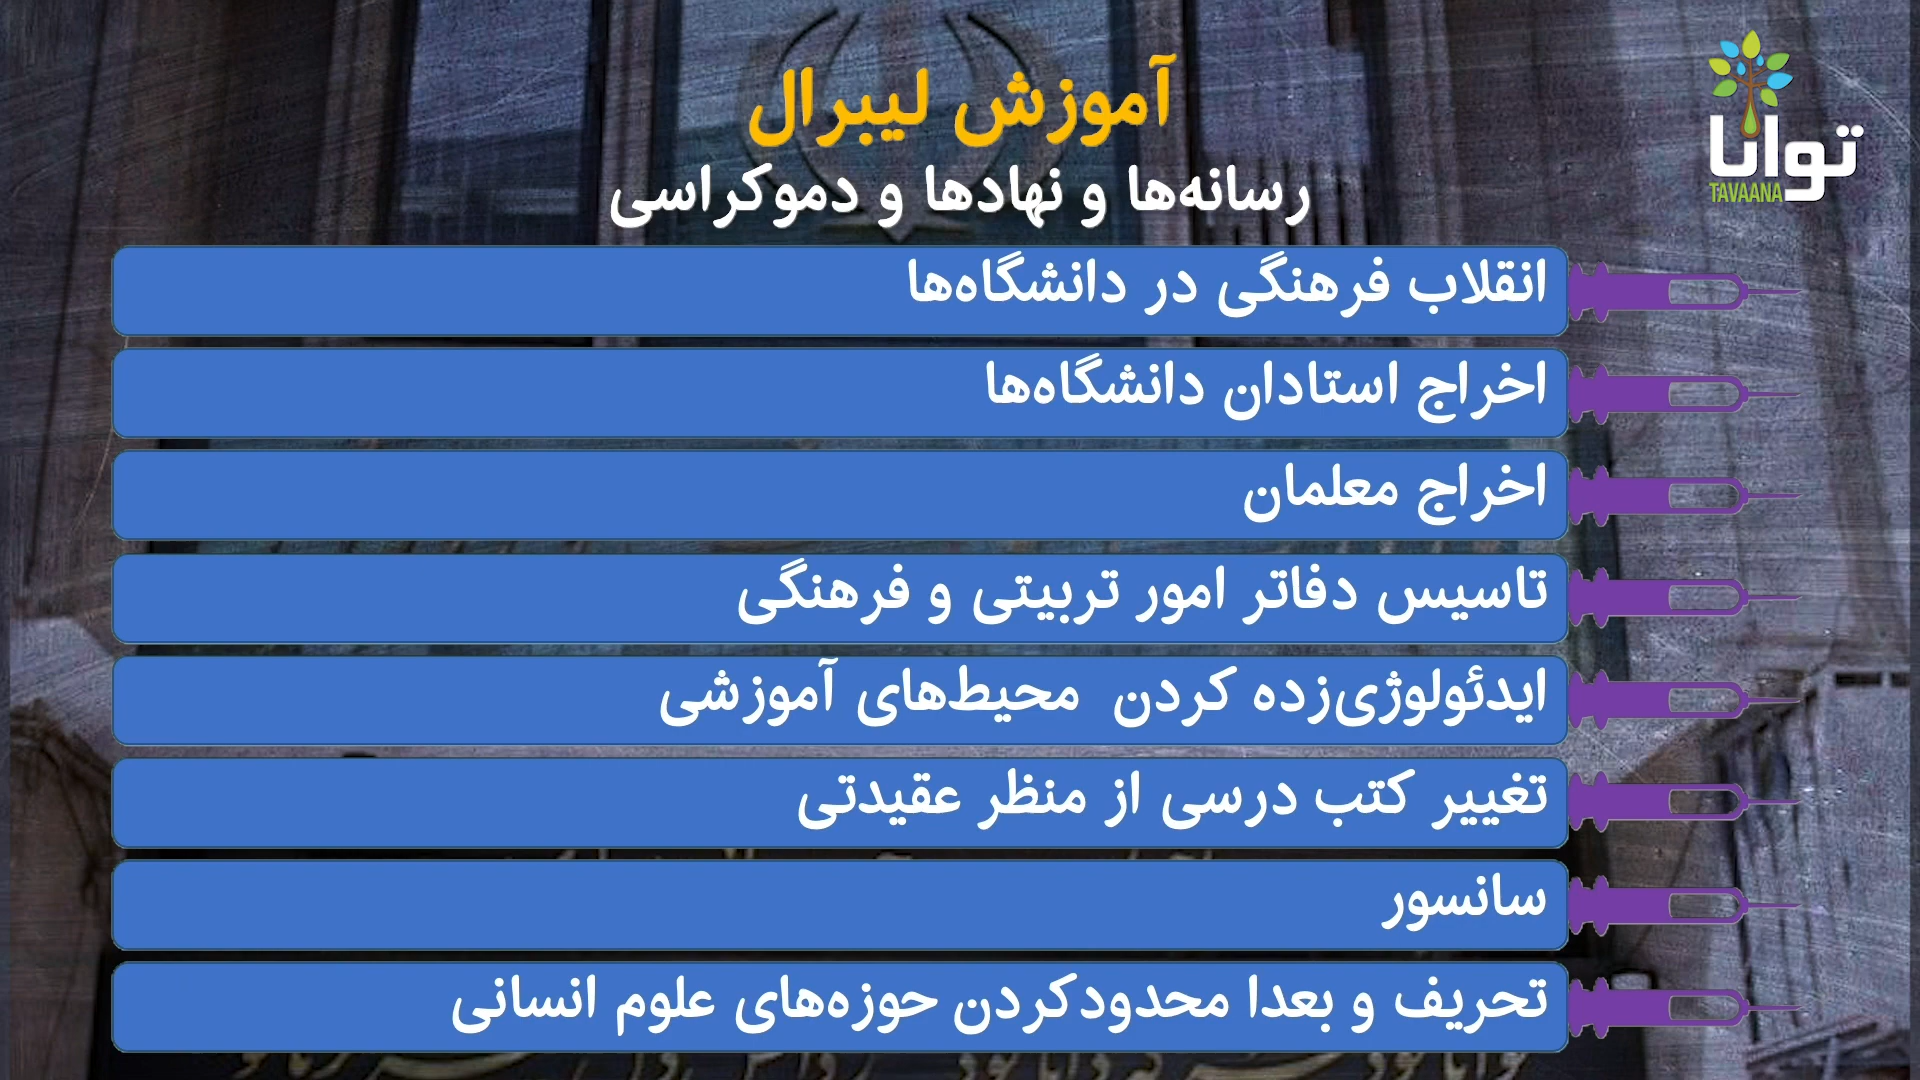 آموزش لیبرال
رسانه‌ها و نهادها و دموکراسی
توانا
TAVAANA
انقلاب فرهنگی در دانشگاه‌ها
اخراج استادان دانشگاه‌ها
اخراج معلمان
تاسیس دفاتر امور تربیتی و فرهنگی
ایدئولوژی‌زده کردن محیط‌های آموزشی
تغییر کتب درسی از منظر عقیدتی
سانسور
تحریف و بعدا محدودکردن حوزه‌های علوم انسانی